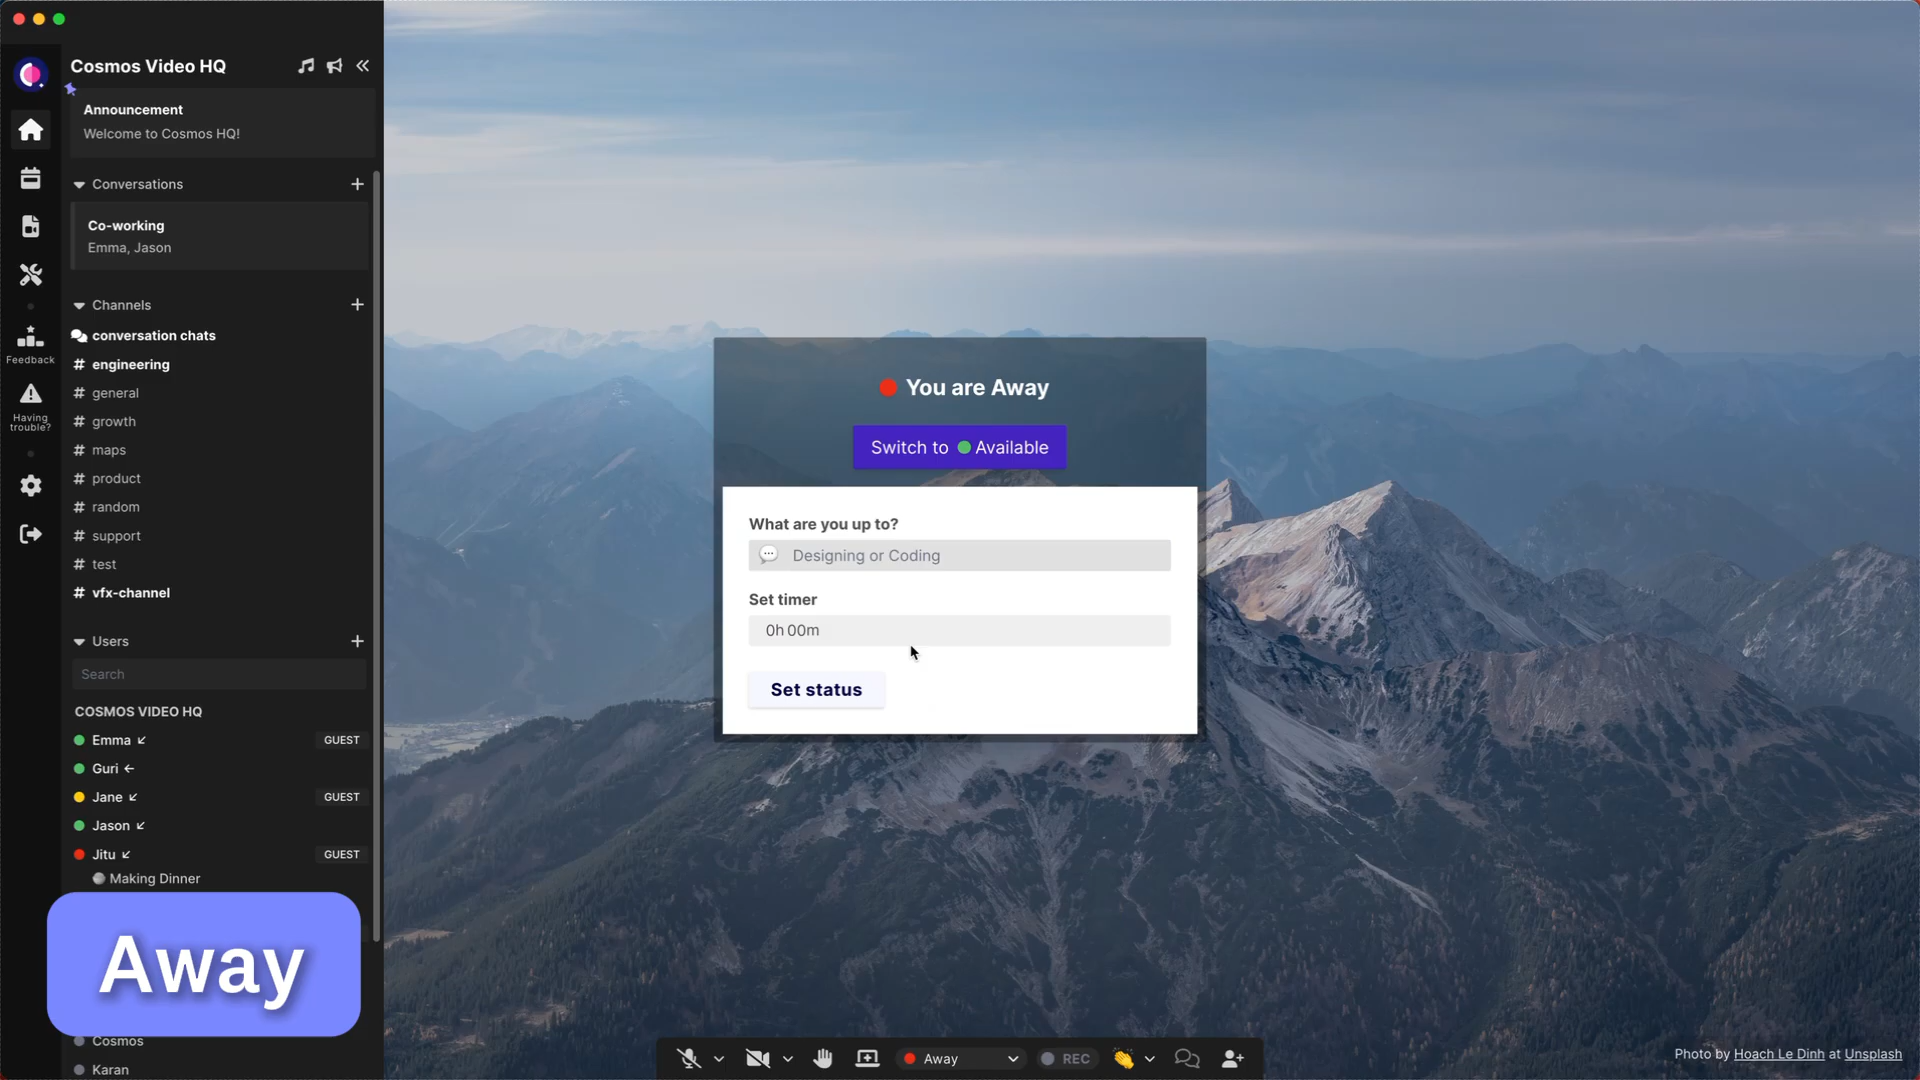 Cosmos Video HQ
Announcement
Welcome to Cosmos HQ!
Conversations
Co-working
Emma, Jason
Channels
conversation chats
# engineering
# general
# growth
# maps
# product
# random
# support
# test
# vfx-channel
Feedback
Having
trouble?
Users
Search
COSMOS VIDEO HQ
Emma GUEST
Guri
Jane GUEST
Jason
Jitu GUEST
Making Dinner
Away
Cosmos
Karan
You are Away
Switch to Available
What are you up to?
Designing or Coding
Set timer
0h 00m
Set status
Away
REC
Photo by Hoach Le Dinh at Unsplash